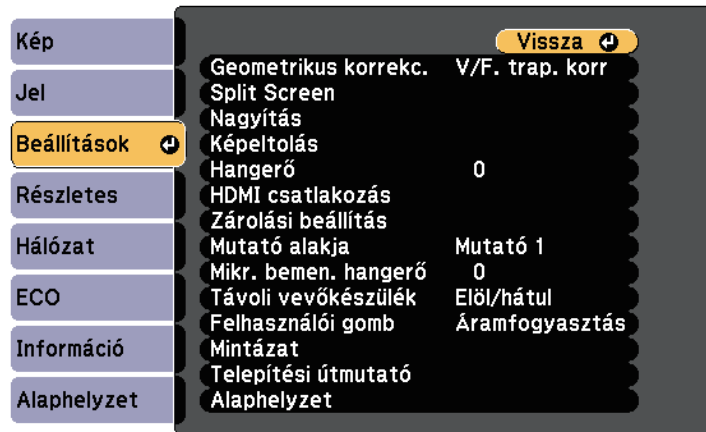 Kép
Jel
Beállítások
Részletes
Hálózat
ECO
Információ
Alaphelyzet
Vissza
Geometrikus korrekc. V/F. trap. korr
Split Screen
Nagyítás
Képeltolás
Hangerő 0
HDMI csatlakozás
Zárolási beállítás
Mutató alakja Mutató 1
Mikr. bemen. hangerő 0
Távoli vevőkészülék Elöl/hátul
Felhasználói gomb Áramfogyasztás
Mintázat
Telepítési útmutató
Alaphelyzet